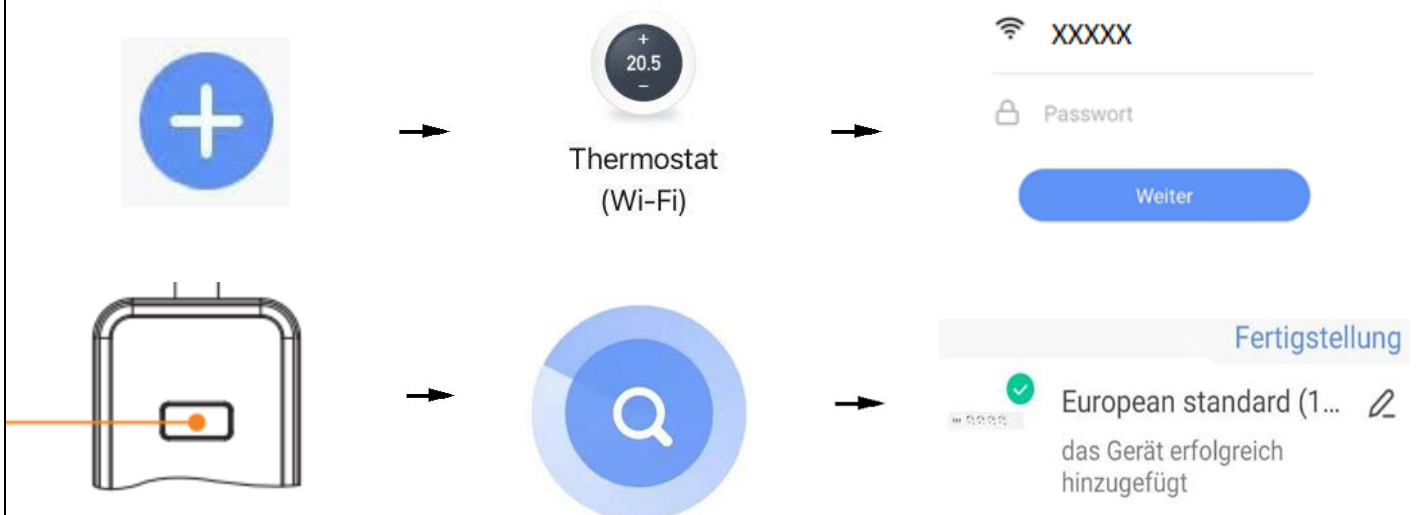 +
20.5
–
Thermostat
(Wi-Fi)
XXXXX
Passwort
Weiter
Fertigstellung
European standard (1...
das Gerät erfolgreich
hinzugefügt